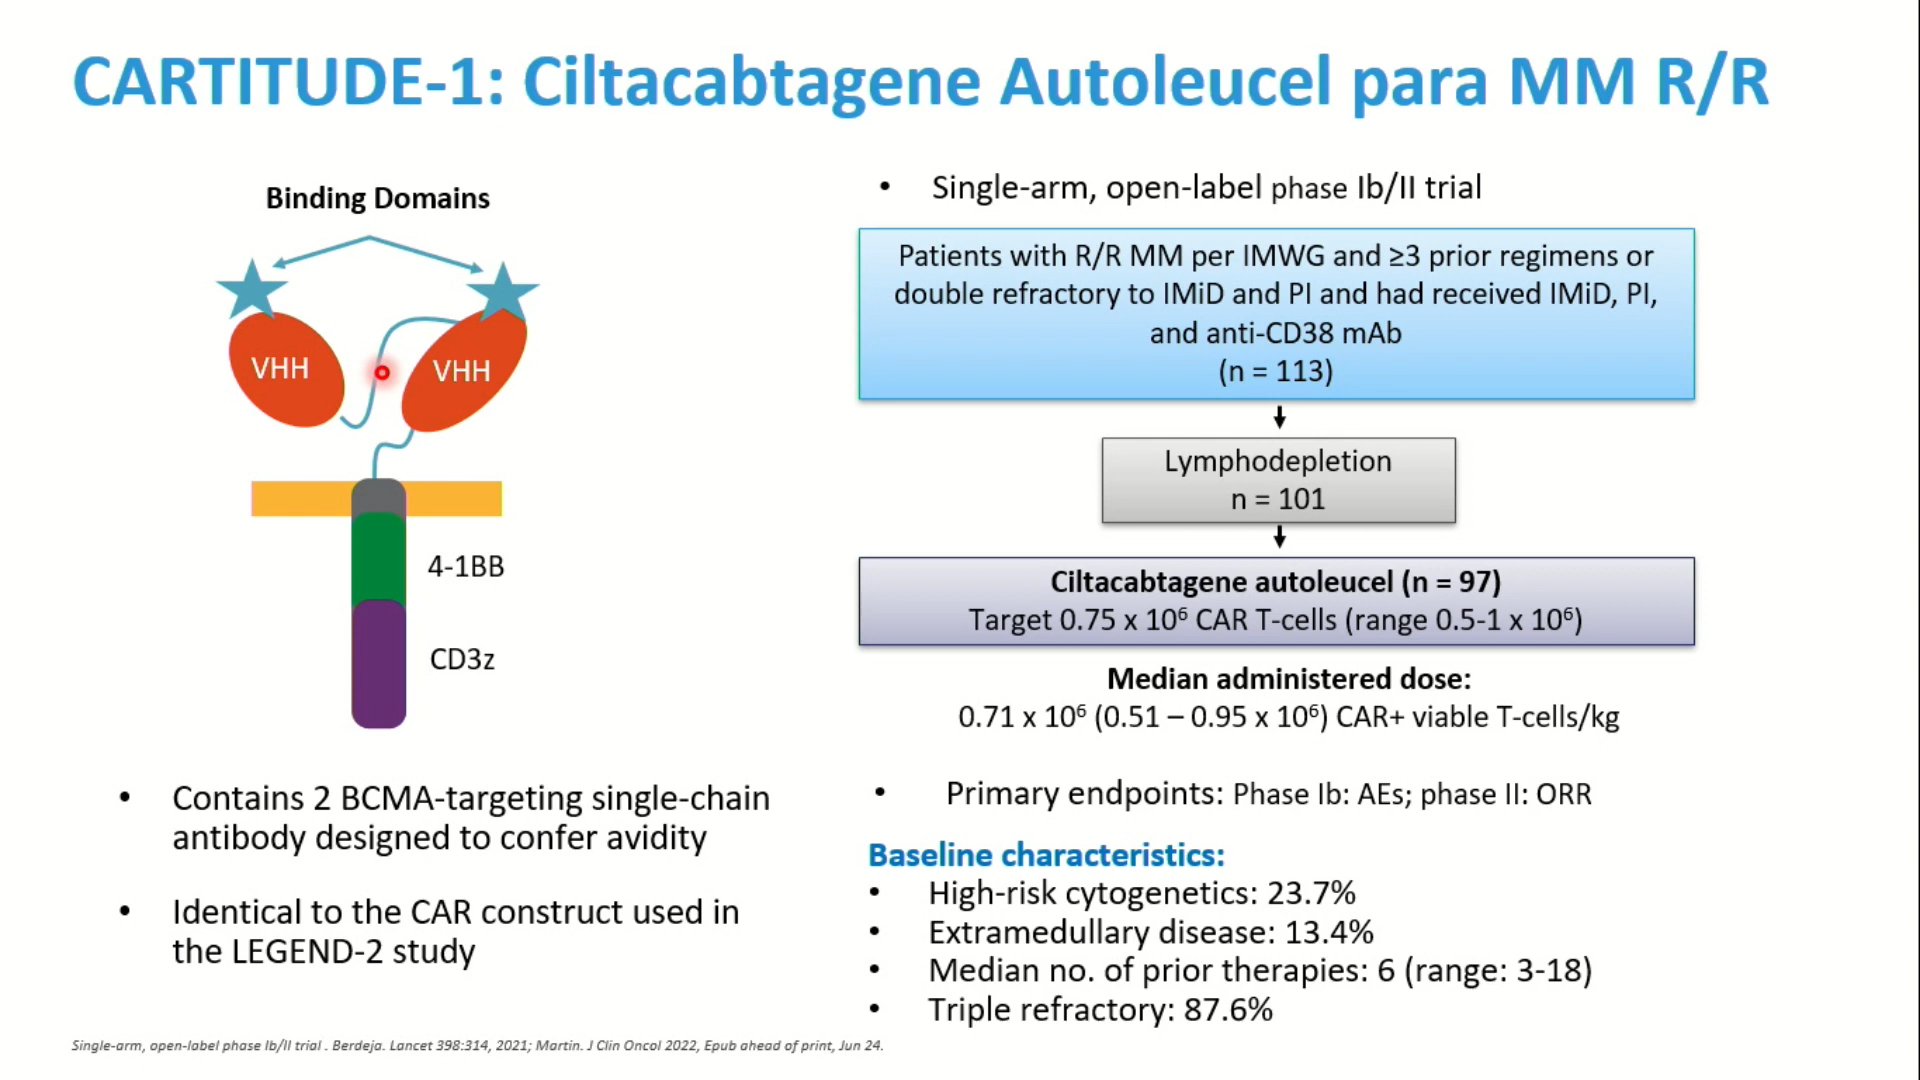 CARTITUDE-1: Ciltacabtagene Autoleucel para MM R/R
Binding Domains
VHH
VHH
4-1BB
CD3z
• Contains 2 BCMA-targeting single-chain
antibody designed to confer avidity
• Identical to the CAR construct used in
the LEGEND-2 study
• Single-arm, open-label phase Ib/II trial
Patients with R/R MM per IMWG and ≥3 prior regimens or
double refractory to IMiD and PI and had received IMiD, PI,
and anti-CD38 mAb
(n = 113)
Lymphodepletion
n = 101
Ciltacabtagene autoleucel (n = 97)
Target 0.75 x 10⁶ CAR T-cells (range 0.5-1 x 10⁶)
Median administered dose:
0.71 x 10⁶ (0.51 – 0.95 x 10⁶) CAR+ viable T-cells/kg
• Primary endpoints: Phase Ib: AEs; phase II: ORR
Baseline characteristics:
• High-risk cytogenetics: 23.7%
• Extramedullary disease: 13.4%
• Median no. of prior therapies: 6 (range: 3-18)
• Triple refractory: 87.6%
Single-arm, open-label phase Ib/II trial . Berdeja. Lancet 398:314, 2021; Martin. J Clin Oncol 2022, Epub ahead of print, Jun 24.